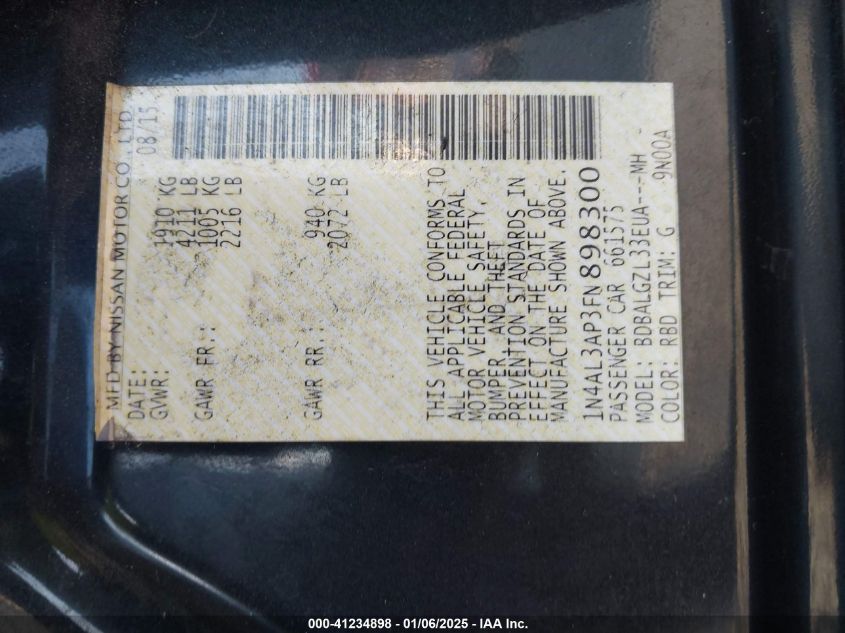 MFD BY NISSAN MOTOR CO., LTD.
DATE: 08/15
GVWR: 1910 KG
4211 LB
GAWR FR.: 1005 KG
2216 LB
GAWR RR.: 940 KG
2072 LB
THIS VEHICLE CONFORMS TO
ALL APPLICABLE FEDERAL
MOTOR VEHICLE SAFETY,
BUMPER, AND THEFT
PREVENTION STANDARDS IN
EFFECT ON THE DATE OF
MANUFACTURE SHOWN ABOVE.
1N4AL3AP3FN898300
PASSENGER CAR 661575
MODEL: BDBALGZL33EUA---MH -
COLOR: RBD TRIM: G 9N00A
000-41234898 - 01/06/2025 - IAA Inc.